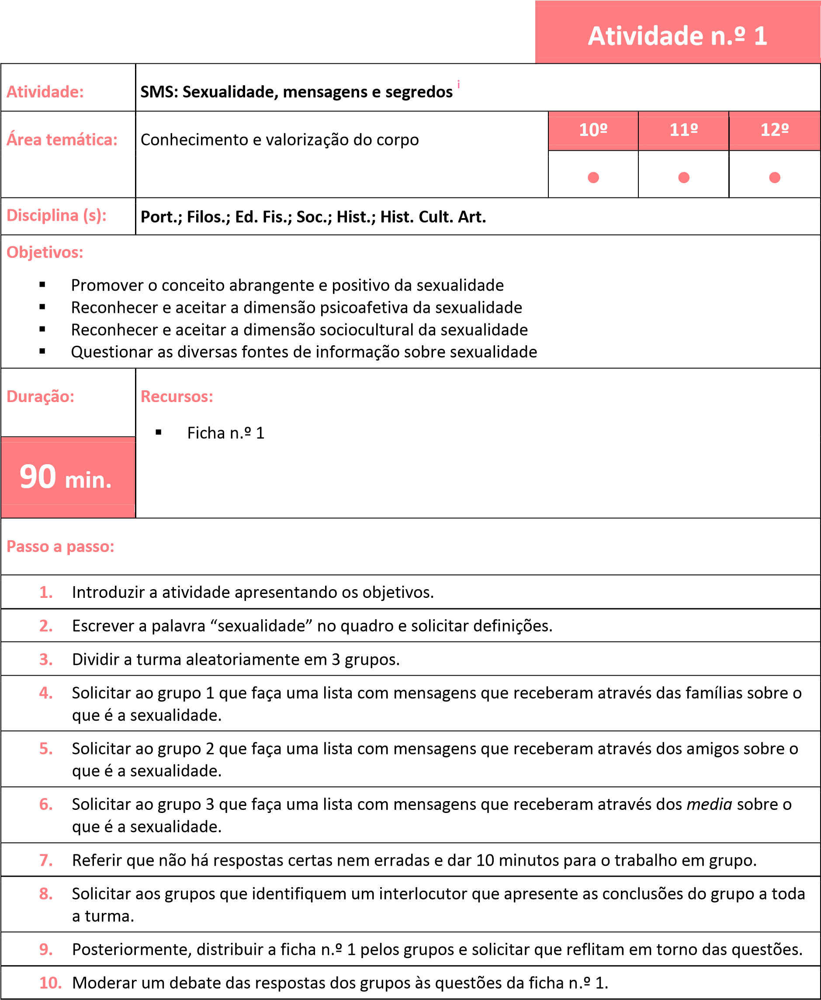 Atividade n.º 1
Atividade:
SMS: Sexualidade, mensagens e segredos i
Área temática:
Conhecimento e valorização do corpo
10º
11º
12º
Disciplina (s):
Port.; Filos.; Ed. Fis.; Soc.; Hist.; Hist. Cult. Art.
Objetivos:
▪ Promover o conceito abrangente e positivo da sexualidade
▪ Reconhecer e aceitar a dimensão psicoafetiva da sexualidade
▪ Reconhecer e aceitar a dimensão sociocultural da sexualidade
▪ Questionar as diversas fontes de informação sobre sexualidade
Duração:
90 min.
Recursos:
▪ Ficha n.º 1
Passo a passo:
1. Introduzir a atividade apresentando os objetivos.
2. Escrever a palavra “sexualidade” no quadro e solicitar definições.
3. Dividir a turma aleatoriamente em 3 grupos.
4. Solicitar ao grupo 1 que faça uma lista com mensagens que receberam através das famílias sobre o
que é a sexualidade.
5. Solicitar ao grupo 2 que faça uma lista com mensagens que receberam através dos amigos sobre o
que é a sexualidade.
6. Solicitar ao grupo 3 que faça uma lista com mensagens que receberam através dos media sobre o
que é a sexualidade.
7. Referir que não há respostas certas nem erradas e dar 10 minutos para o trabalho em grupo.
8. Solicitar aos grupos que identifiquem um interlocutor que apresente as conclusões do grupo a toda
a turma.
9. Posteriormente, distribuir a ficha n.º 1 pelos grupos e solicitar que reflitam em torno das questões.
10. Moderar um debate das respostas dos grupos às questões da ficha n.º 1.